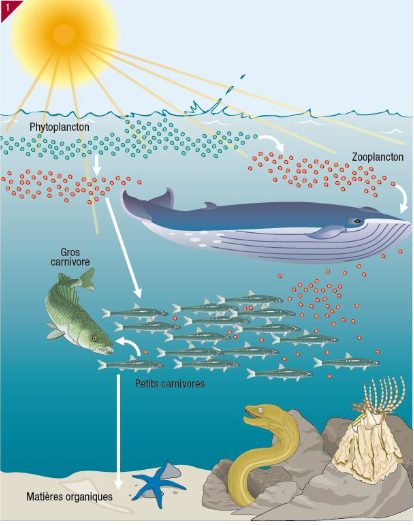 1
Phytoplancton
Zooplancton
Gros
carnivore
Petits carnivores
Matières organiques